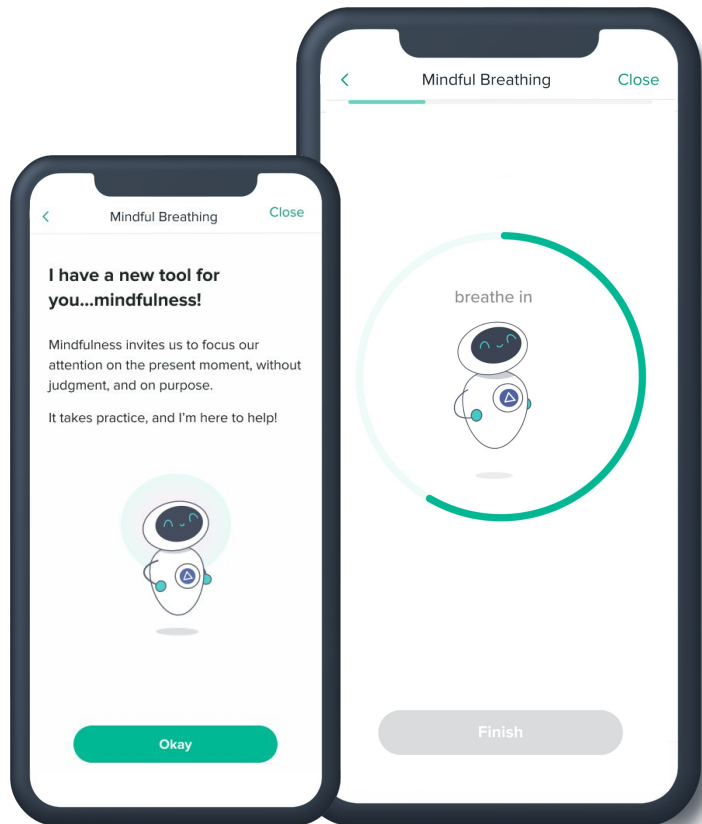 Mindful Breathing Close
I have a new tool for
you...mindfulness!
Mindfulness invites us to focus our
attention on the present moment, without
judgment, and on purpose.
It takes practice, and I'm here to help!
Okay
Mindful Breathing Close
breathe in
Finish